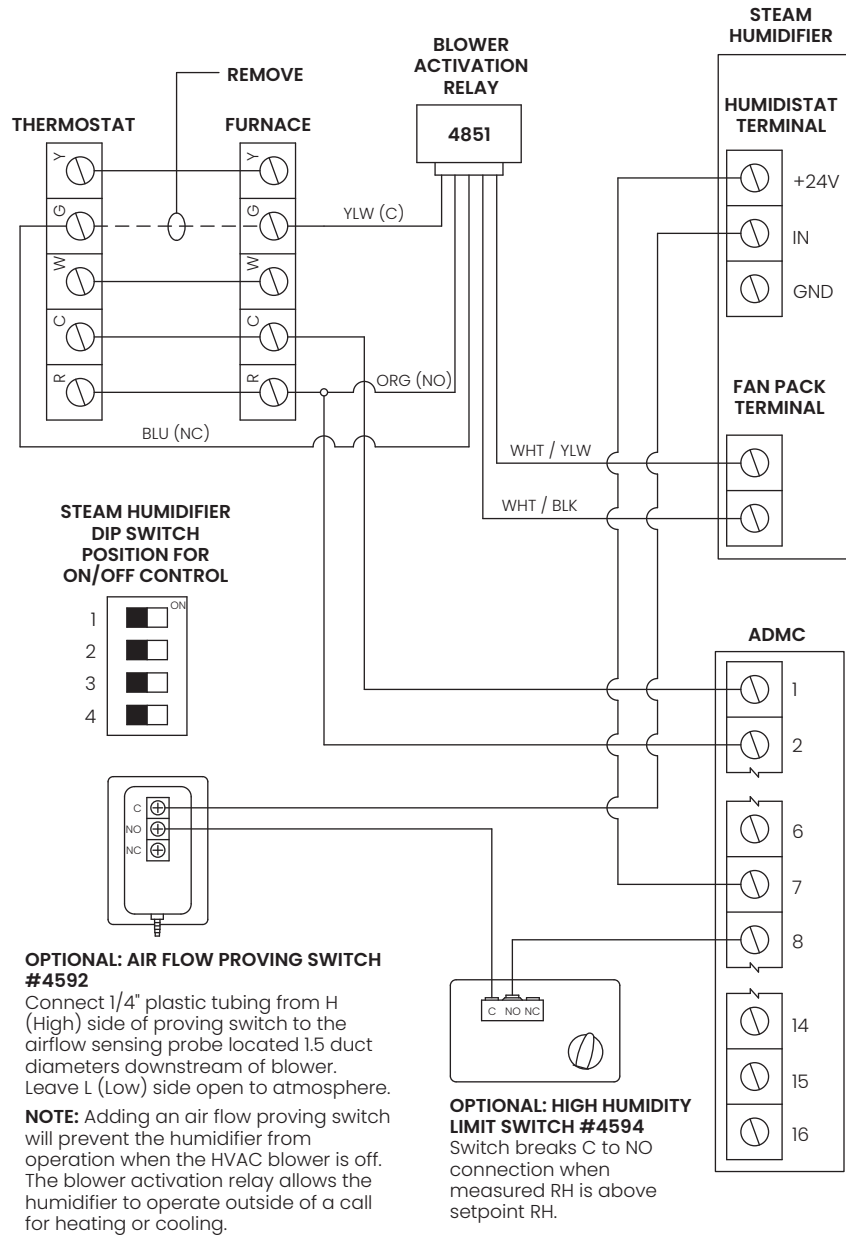 STEAM
HUMIDIFIER
BLOWER
ACTIVATION
RELAY
REMOVE
THERMOSTAT
FURNACE
4851
HUMIDISTAT
TERMINAL
Y
Y
+24V
G
G
YLW (C)
IN
W
W
GND
C
C
R
R
ORG (NO)
FAN PACK
TERMINAL
BLU (NC)
WHT / YLW
WHT / BLK
STEAM HUMIDIFIER
DIP SWITCH
POSITION FOR
ON/OFF CONTROL
ON
1
2
3
4
ADMC
1
2
6
7
8
14
15
16
C
NO
NC
OPTIONAL: AIR FLOW PROVING SWITCH
#4592
Connect 1/4" plastic tubing from H
(High) side of proving switch to the
airflow sensing probe located 1.5 duct
diameters downstream of blower.
Leave L (Low) side open to atmosphere.
NOTE: Adding an air flow proving switch
will prevent the humidifier from
operation when the HVAC blower is off.
The blower activation relay allows the
humidifier to operate outside of a call
for heating or cooling.
C NO NC
OPTIONAL: HIGH HUMIDITY
LIMIT SWITCH #4594
Switch breaks C to NO
connection when
measured RH is above
setpoint RH.